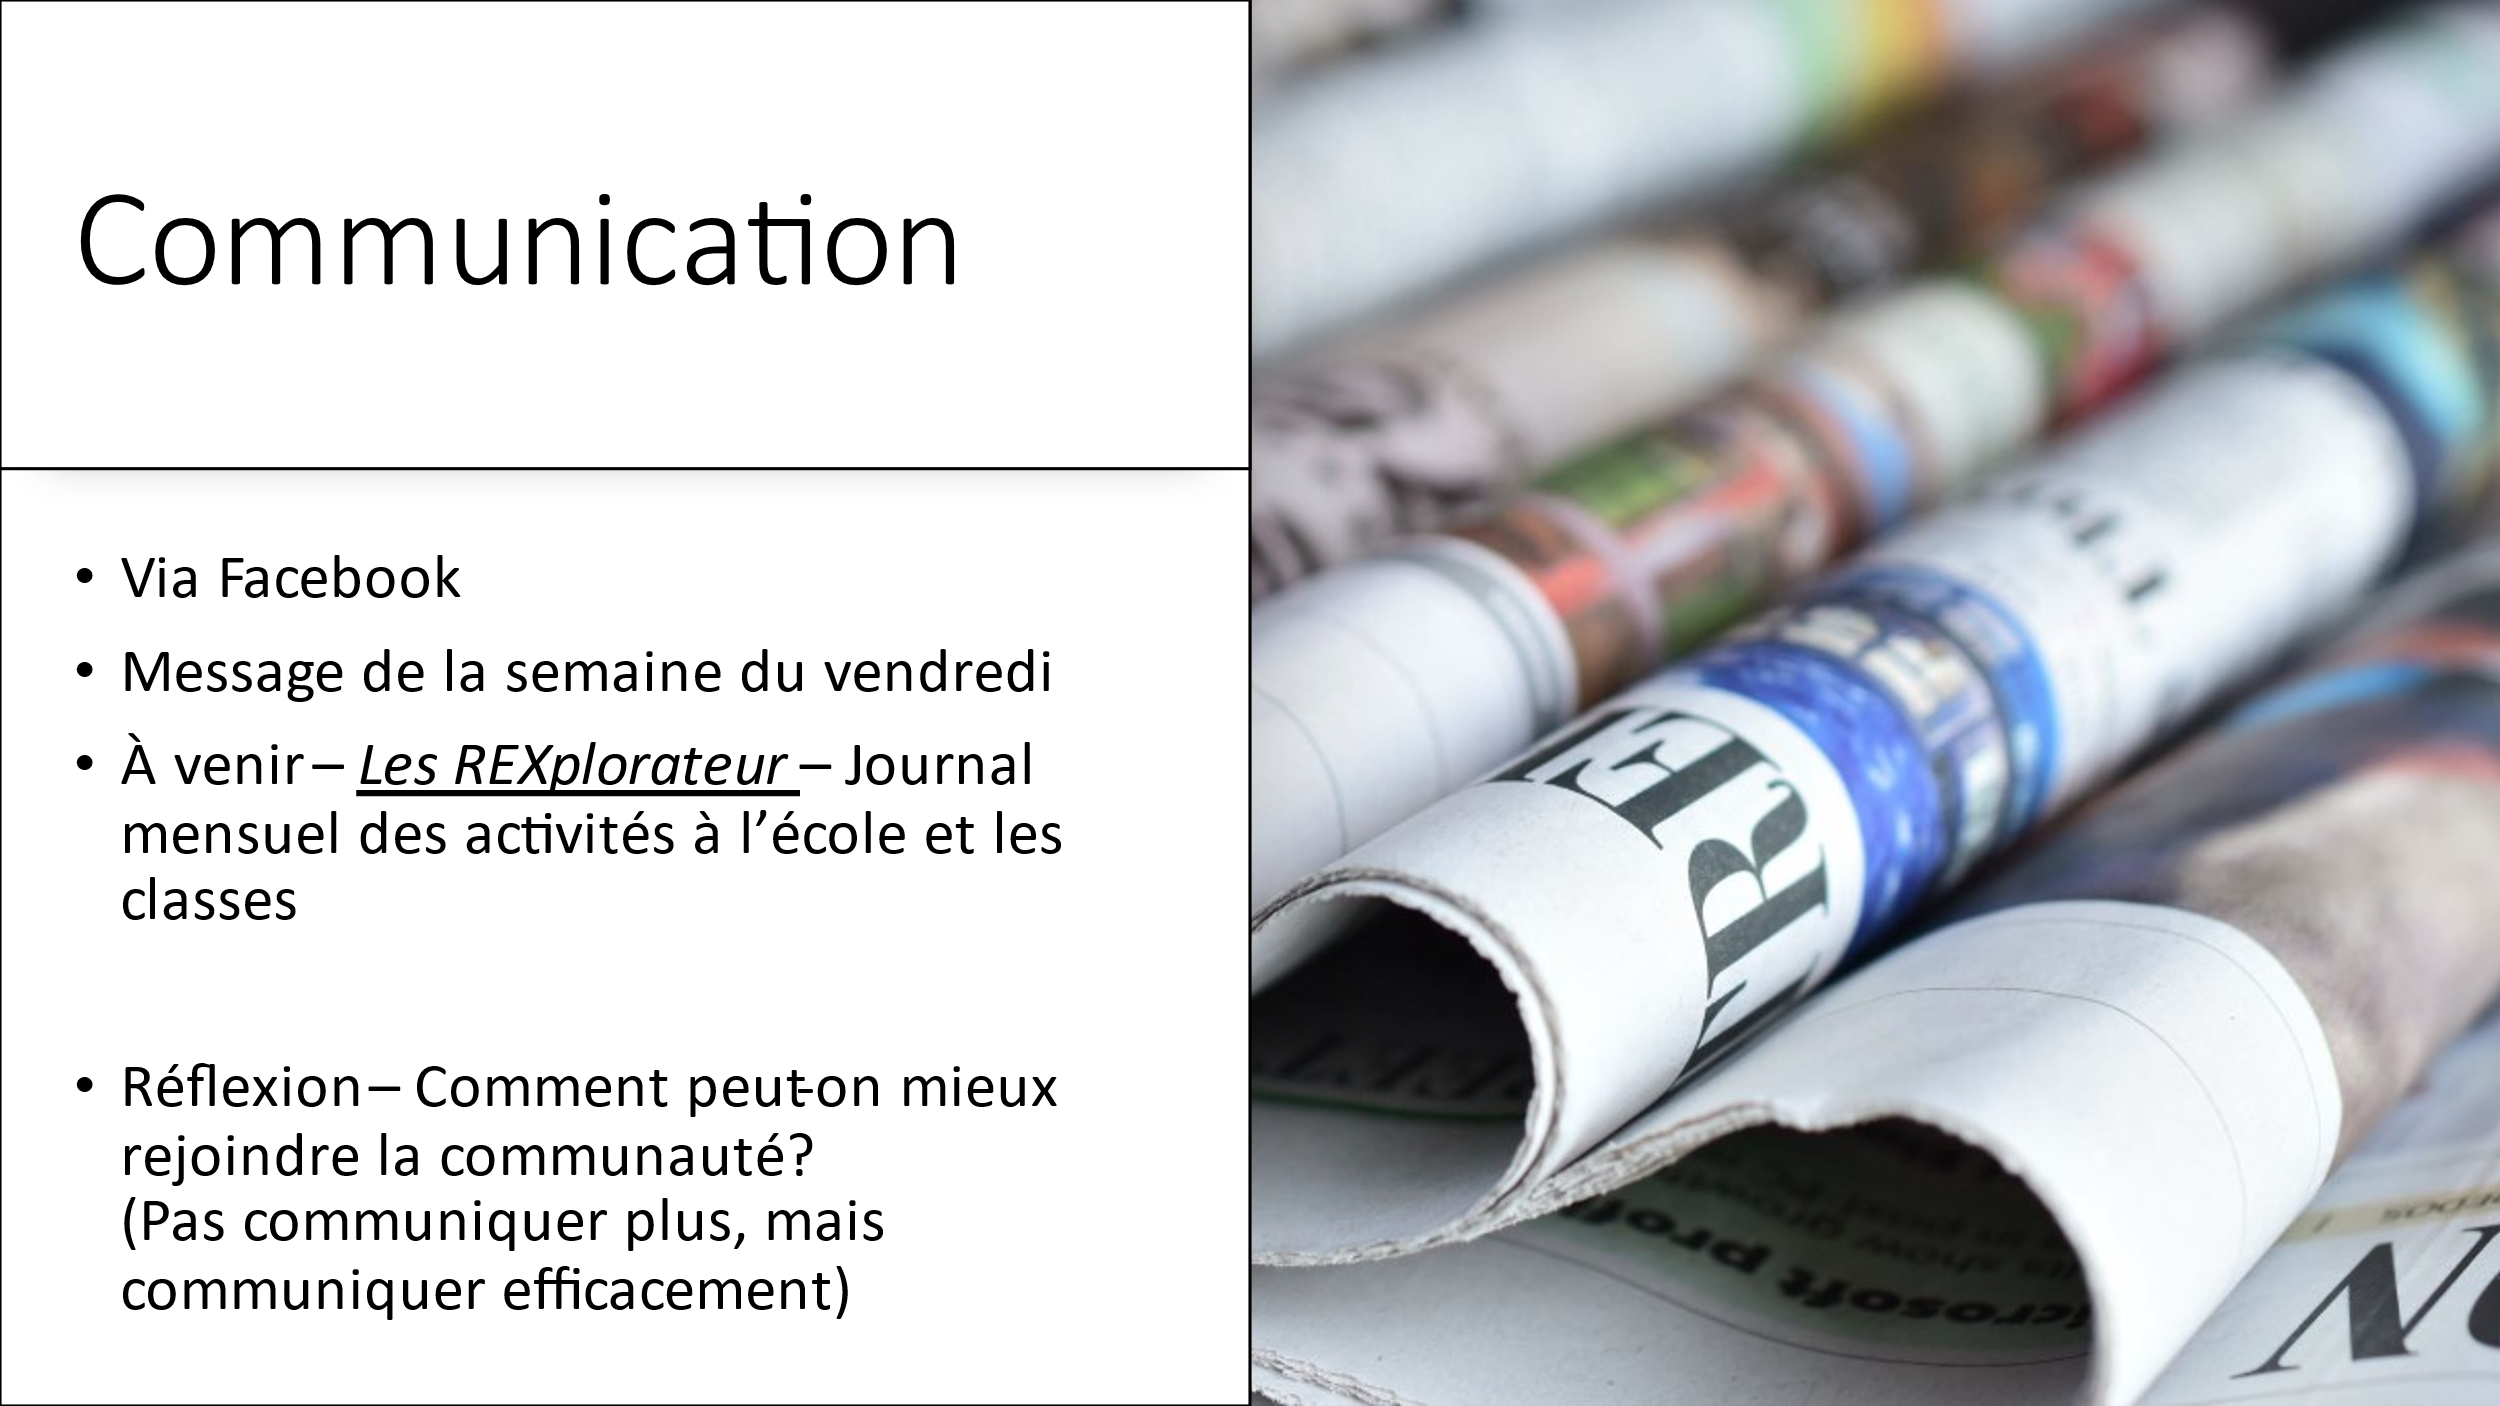 Communication
• Via Facebook
• Message de la semaine du vendredi
• À venir – Les REXplorateur – Journal
mensuel des activités à l’école et les
classes
• Réflexion – Comment peut-on mieux
rejoindre la communauté?
(Pas communiquer plus, mais
communiquer efficacement)